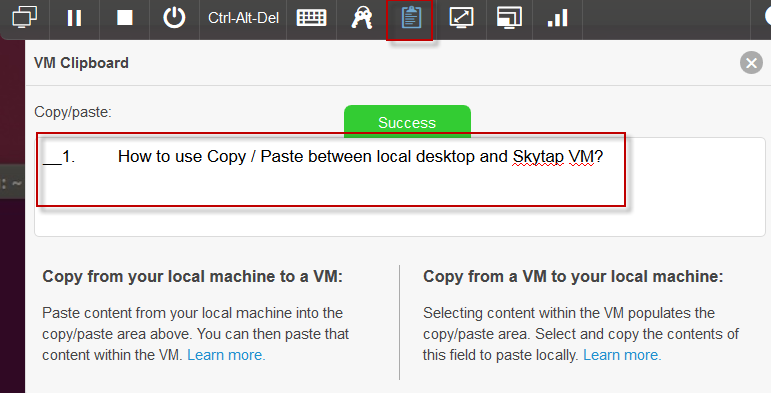 Ctrl-Alt-Del
VM Clipboard
Copy/paste:
Success
__1. How to use Copy / Paste between local desktop and Skytap VM?
: ~
Copy from your local machine to a VM:
Paste content from your local machine into the
copy/paste area above. You can then paste that
content within the VM. Learn more.
Copy from a VM to your local machine:
Selecting content within the VM populates the
copy/paste area. Select and copy the contents of
this field to paste locally. Learn more.